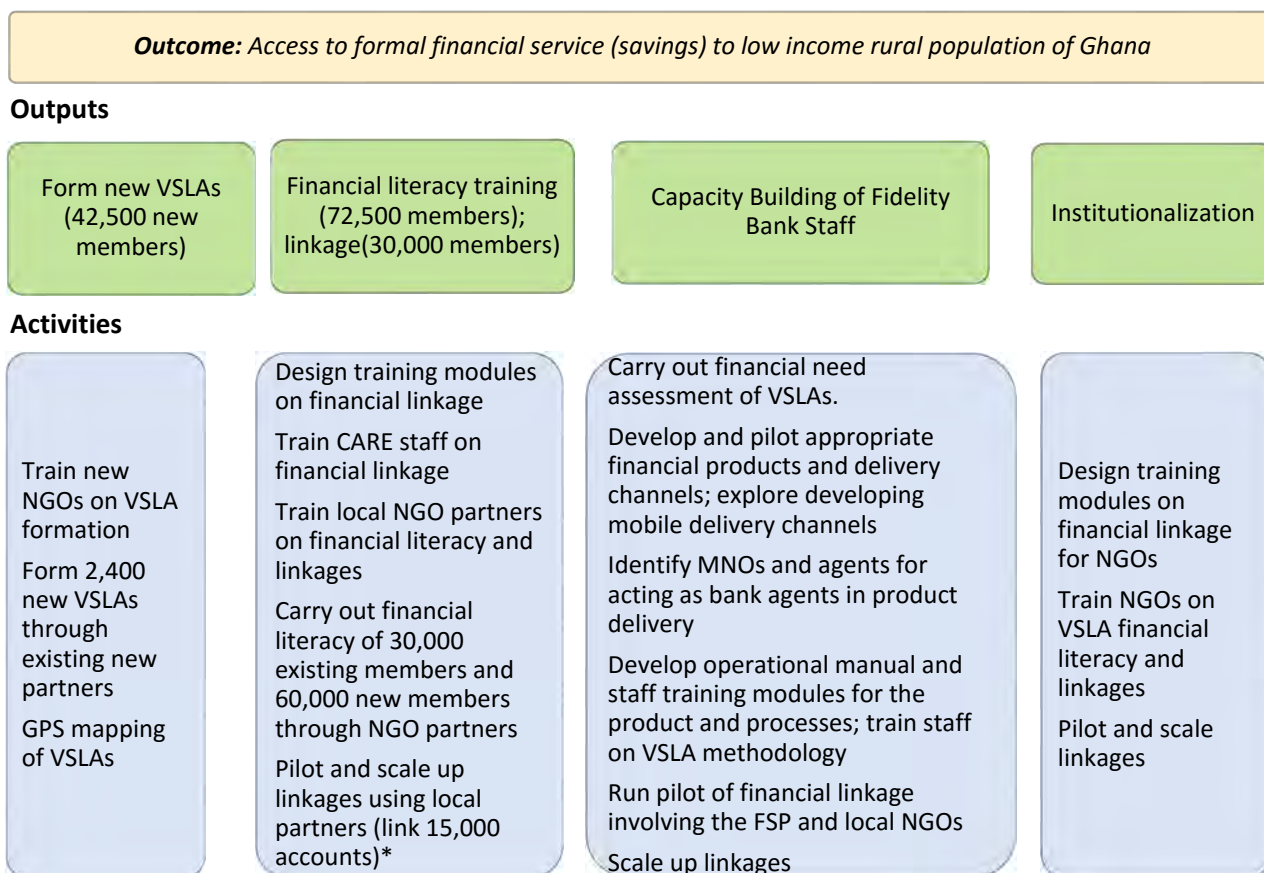 Outcome: Access to formal financial service (savings) to low income rural population of Ghana
Outputs
Form new VSLAs
(42,500 new
members)
Financial literacy training
(72,500 members);
linkage(30,000 members)
Capacity Building of Fidelity
Bank Staff
Institutionalization
Activities
Train new
NGOs on VSLA
formation
Form 2,400
new VSLAs
through
existing new
partners
GPS mapping
of VSLAs
Design training modules
on financial linkage
Train CARE staff on
financial linkage
Train local NGO partners
on financial literacy and
linkages
Carry out financial
literacy of 30,000
existing members and
60,000 new members
through NGO partners
Pilot and scale up
linkages using local
partners (link 15,000
accounts)*
Carry out financial need
assessment of VSLAs.
Develop and pilot appropriate
financial products and delivery
channels; explore developing
mobile delivery channels
Identify MNOs and agents for
acting as bank agents in product
delivery
Develop operational manual and
staff training modules for the
product and processes; train staff
on VSLA methodology
Run pilot of financial linkage
involving the FSP and local NGOs
Scale up linkages
Design training
modules on
financial linkage
for NGOs
Train NGOs on
VSLA financial
literacy and
linkages
Pilot and scale
linkages